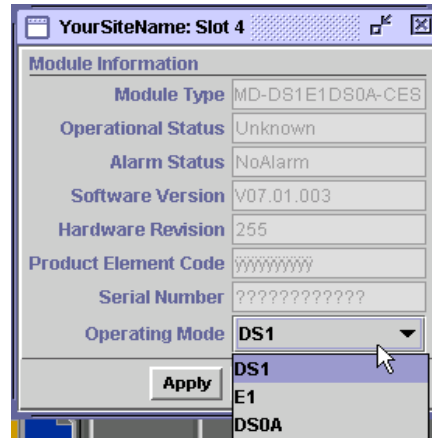 YourSiteName: Slot 4
Module Information
Module Type MD-DS1E1DS0A-CES
Operational Status Unknown
Alarm Status NoAlarm
Software Version V07.01.003
Hardware Revision 255
Product Element Code ÿÿÿÿÿÿÿÿÿÿ
Serial Number ????????????
Operating Mode DS1
DS1
Apply
E1
DS0A